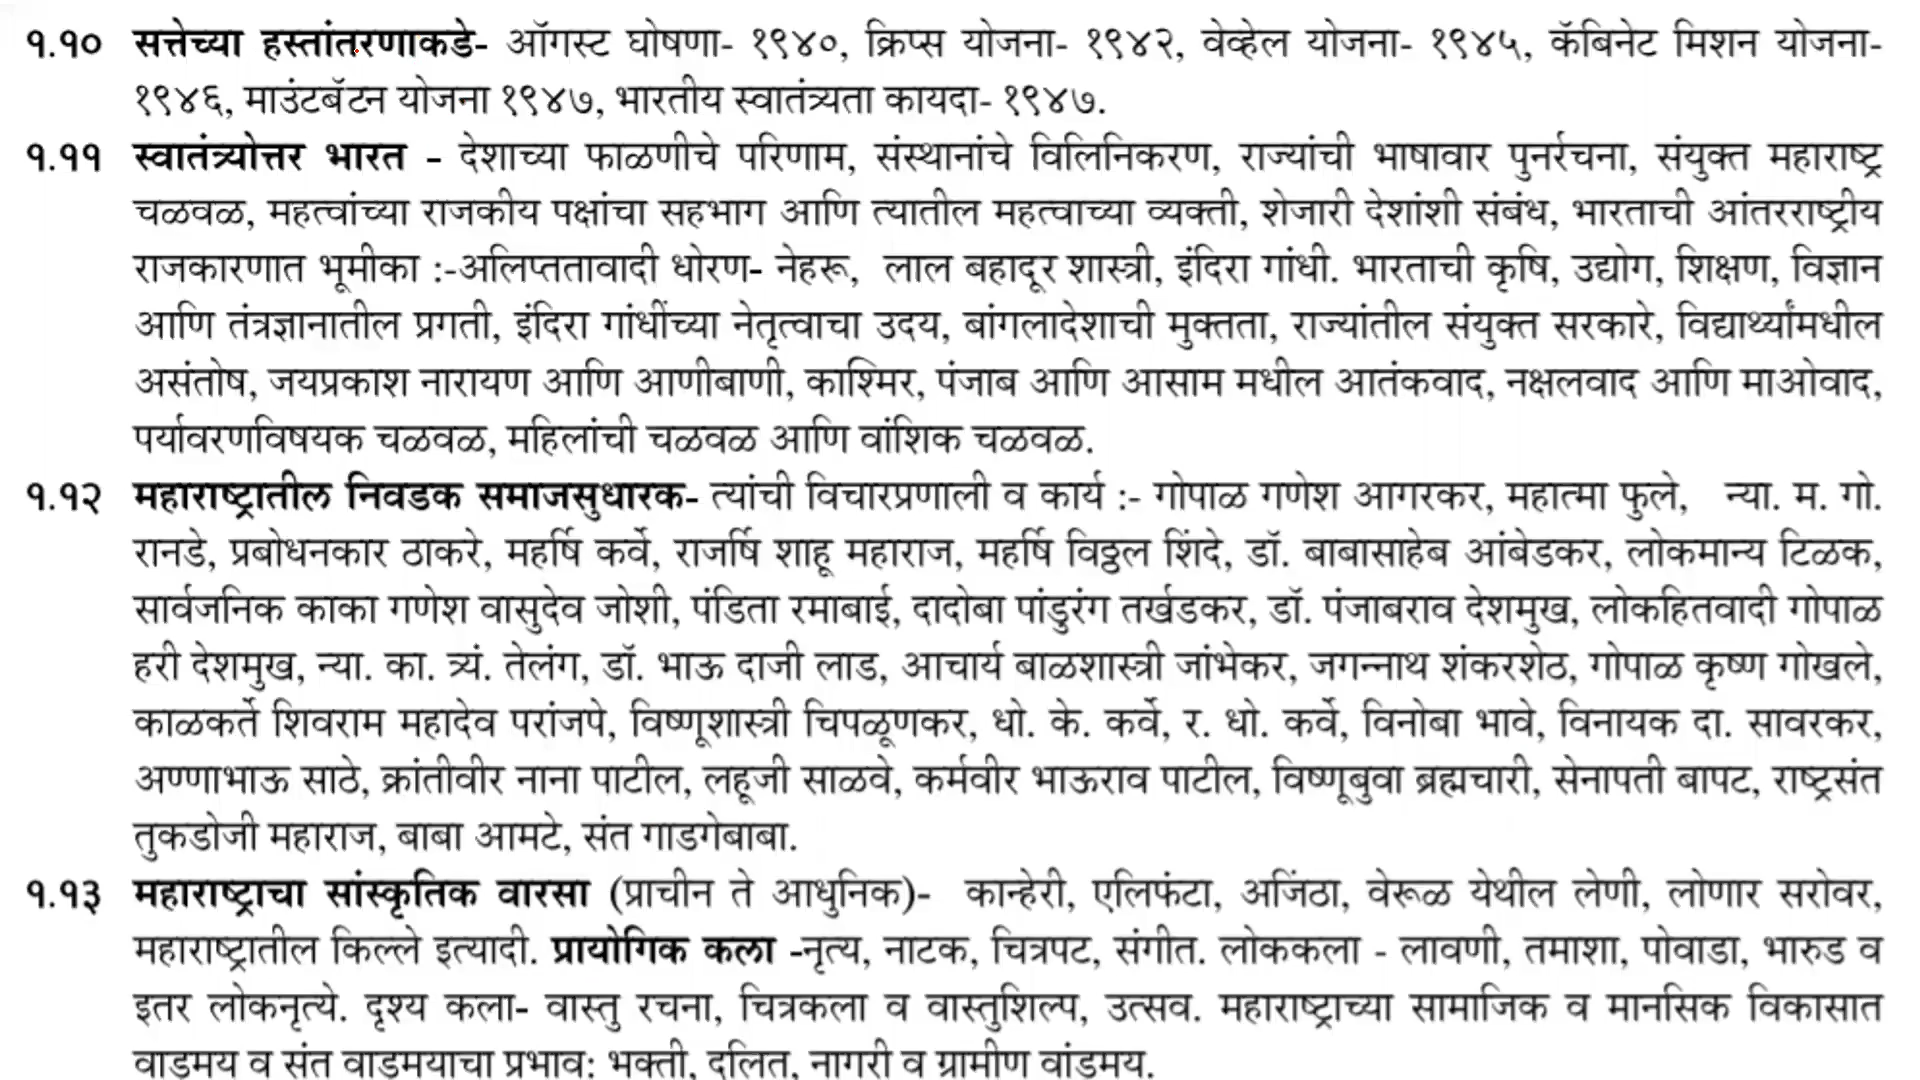 १.१० सत्तेच्या हस्तांतरणाकडे- ऑगस्ट घोषणा- १९४०, क्रिप्स योजना- १९४२, वेव्हेल योजना- १९४५, कॅबिनेट मिशन योजना-
१९४६, माउंटबॅटन योजना १९४७, भारतीय स्वातंत्र्यता कायदा- १९४७.
१.११ स्वातंत्र्योत्तर भारत - देशाच्या फाळणीचे परिणाम, संस्थानांचे विलिनिकरण, राज्यांची भाषावार पुनर्रचना, संयुक्त महाराष्ट्र
चळवळ, महत्वांच्या राजकीय पक्षांचा सहभाग आणि त्यातील महत्वाच्या व्यक्ती, शेजारी देशांशी संबंध, भारताची आंतरराष्ट्रीय
राजकारणात भूमीका :-अलिप्ततावादी धोरण- नेहरू, लाल बहादूर शास्त्री, इंदिरा गांधी. भारताची कृषि, उद्योग, शिक्षण, विज्ञान
आणि तंत्रज्ञानातील प्रगती, इंदिरा गांधींच्या नेतृत्वाचा उदय, बांगलादेशाची मुक्तता, राज्यांतील संयुक्त सरकारे, विद्यार्थ्यांमधील
असंतोष, जयप्रकाश नारायण आणि आणीबाणी, काश्मिर, पंजाब आणि आसाम मधील आतंकवाद, नक्षलवाद आणि माओवाद,
पर्यावरणविषयक चळवळ, महिलांची चळवळ आणि वांशिक चळवळ.
१.१२ महाराष्ट्रातील निवडक समाजसुधारक- त्यांची विचारप्रणाली व कार्य :- गोपाळ गणेश आगरकर, महात्मा फुले, न्या. म. गो.
रानडे, प्रबोधनकार ठाकरे, महर्षि कर्वे, राजर्षि शाहू महाराज, महर्षि विठ्ठल शिंदे, डॉ. बाबासाहेब आंबेडकर, लोकमान्य टिळक,
सार्वजनिक काका गणेश वासुदेव जोशी, पंडिता रमाबाई, दादोबा पांडुरंग तर्खडकर, डॉ. पंजाबराव देशमुख, लोकहितवादी गोपाळ
हरी देशमुख, न्या. का. त्र्यं. तेलंग, डॉ. भाऊ दाजी लाड, आचार्य बाळशास्त्री जांभेकर, जगन्नाथ शंकरशेठ, गोपाळ कृष्ण गोखले,
काळकर्ते शिवराम महादेव परांजपे, विष्णूशास्त्री चिपळूणकर, धो. के. कर्वे, र. धो. कर्वे, विनोबा भावे, विनायक दा. सावरकर,
अण्णाभाऊ साठे, क्रांतीवीर नाना पाटील, लहूजी साळवे, कर्मवीर भाऊराव पाटील, विष्णूबुवा ब्रह्मचारी, सेनापती बापट, राष्ट्रसंत
तुकडोजी महाराज, बाबा आमटे, संत गाडगेबाबा.
१.१३ महाराष्ट्राचा सांस्कृतिक वारसा (प्राचीन ते आधुनिक)- कान्हेरी, एलिफंटा, अजिंठा, वेरूळ येथील लेणी, लोणार सरोवर,
महाराष्ट्रातील किल्ले इत्यादी. प्रायोगिक कला -नृत्य, नाटक, चित्रपट, संगीत. लोककला - लावणी, तमाशा, पोवाडा, भारुड व
इतर लोकनृत्ये. दृश्य कला- वास्तु रचना, चित्रकला व वास्तुशिल्प, उत्सव. महाराष्ट्राच्या सामाजिक व मानसिक विकासात
वाडमय व संत वाडमयाचा प्रभाव: भक्ती, दलित, नागरी व ग्रामीण वांडमय.